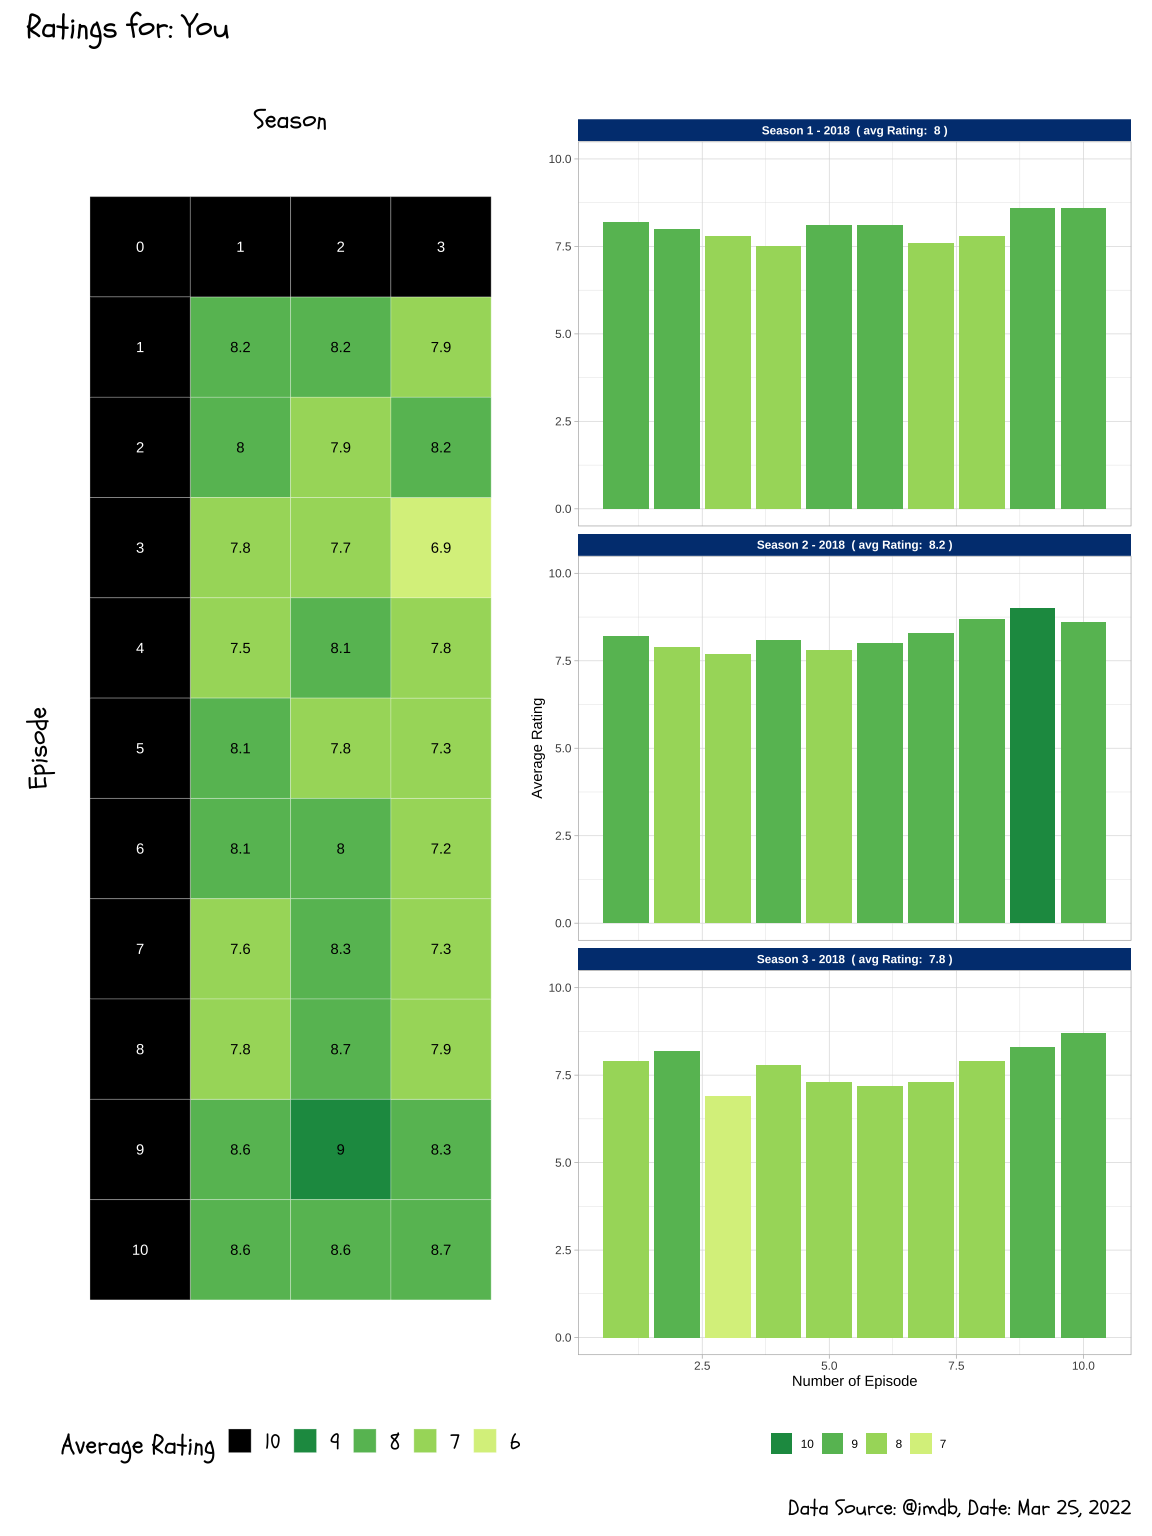 Ratings for: You
Season
0 1 2 3
1 8.2 8.2 7.9
2 8 7.9 8.2
3 7.8 7.7 6.9
4 7.5 8.1 7.8
5 8.1 7.8 7.3
6 8.1 8 7.2
7 7.6 8.3 7.3
8 7.8 8.7 7.9
9 8.6 9 8.3
10 8.6 8.6 8.7
Episode
Average Rating 10 9 8 7 6
Season 1 - 2018 ( avg Rating: 8 )
10.0
7.5
5.0
2.5
0.0
Season 2 - 2018 ( avg Rating: 8.2 )
10.0
7.5
5.0
2.5
0.0
Average Rating
Season 3 - 2018 ( avg Rating: 7.8 )
10.0
7.5
5.0
2.5
0.0
2.5 5.0 7.5 10.0
Number of Episode
10 9 8 7
Data Source: @imdb, Date: Mar 25, 2022